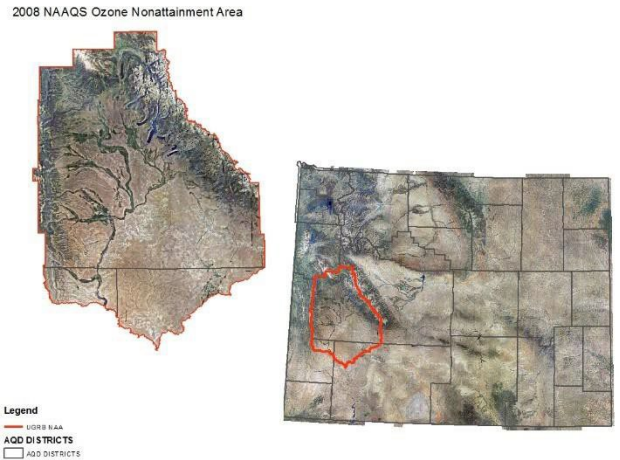 2008 NAAQS Ozone Nonattainment Area
Legend
UGRB NAA
AQD DISTRICTS
AQD DISTRICTS